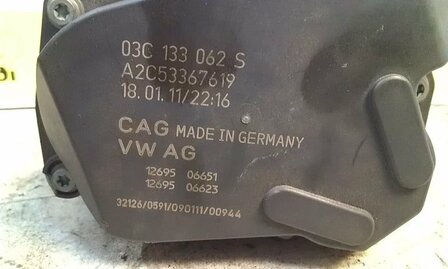 03C 133 062 S
A2C53367619
18.01.11/22:16
CAG MADE IN GERMANY
VW AG
12695 06651
12695 06623
32126/0591/090111/00944